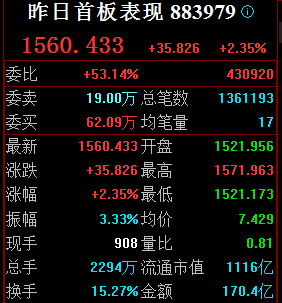 昨日首板表现 883979 ⓘ
1560.433 +35.826 +2.35%
委比 +53.14% 430920
委卖 19.00万 总笔数 1361193
委买 62.09万 均笔量 17
最新 1560.433 开盘 1521.956
涨跌 +35.826 最高 1571.963
涨幅 +2.35% 最低 1521.173
振幅 3.33% 均价 7.429
现手 908 量比 0.81
总手 2294万 流通市值 1116亿
换手 15.27% 金额 170.4亿